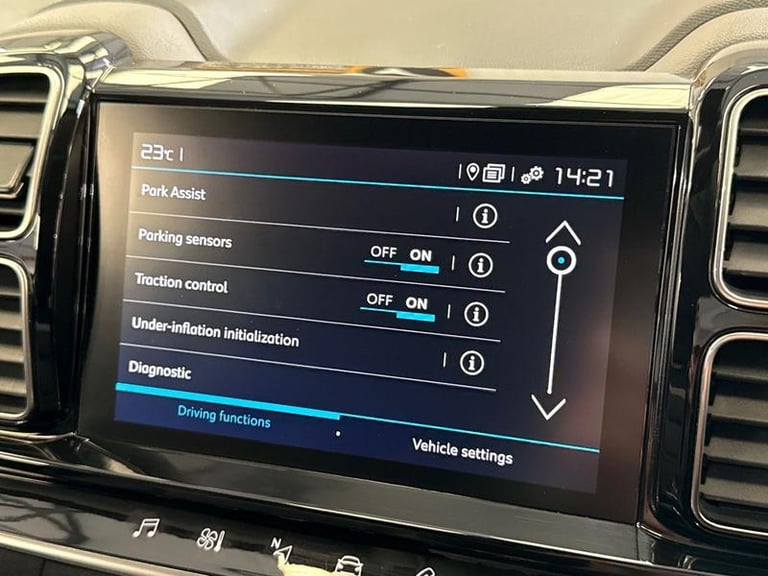 23°C
14:21
Park Assist
Parking sensors OFF ON
Traction control OFF ON
Under-inflation initialization
Diagnostic
Driving functions
Vehicle settings
N